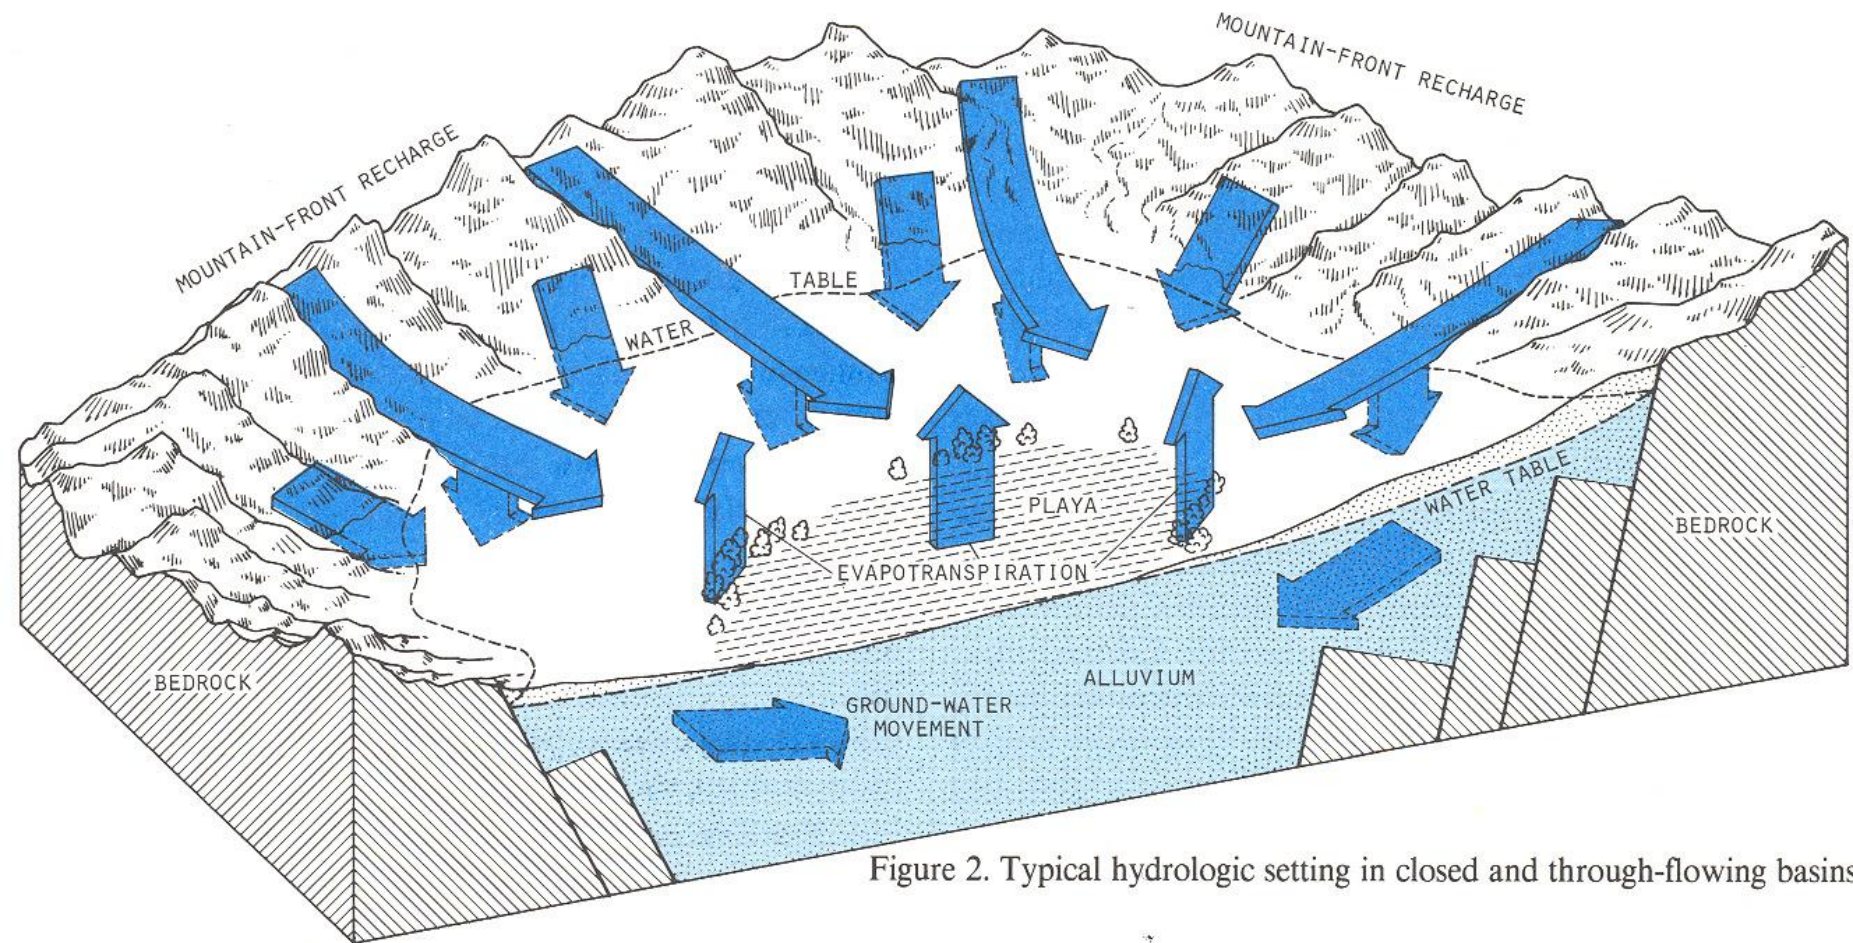 MOUNTAIN-FRONT RECHARGE
MOUNTAIN-FRONT RECHARGE
TABLE
WATER
WATER TABLE
PLAYA
BEDROCK
EVAPOTRANSPIRATION
BEDROCK
ALLUVIUM
GROUND-WATER
MOVEMENT
Figure 2. Typical hydrologic setting in closed and through-flowing basins